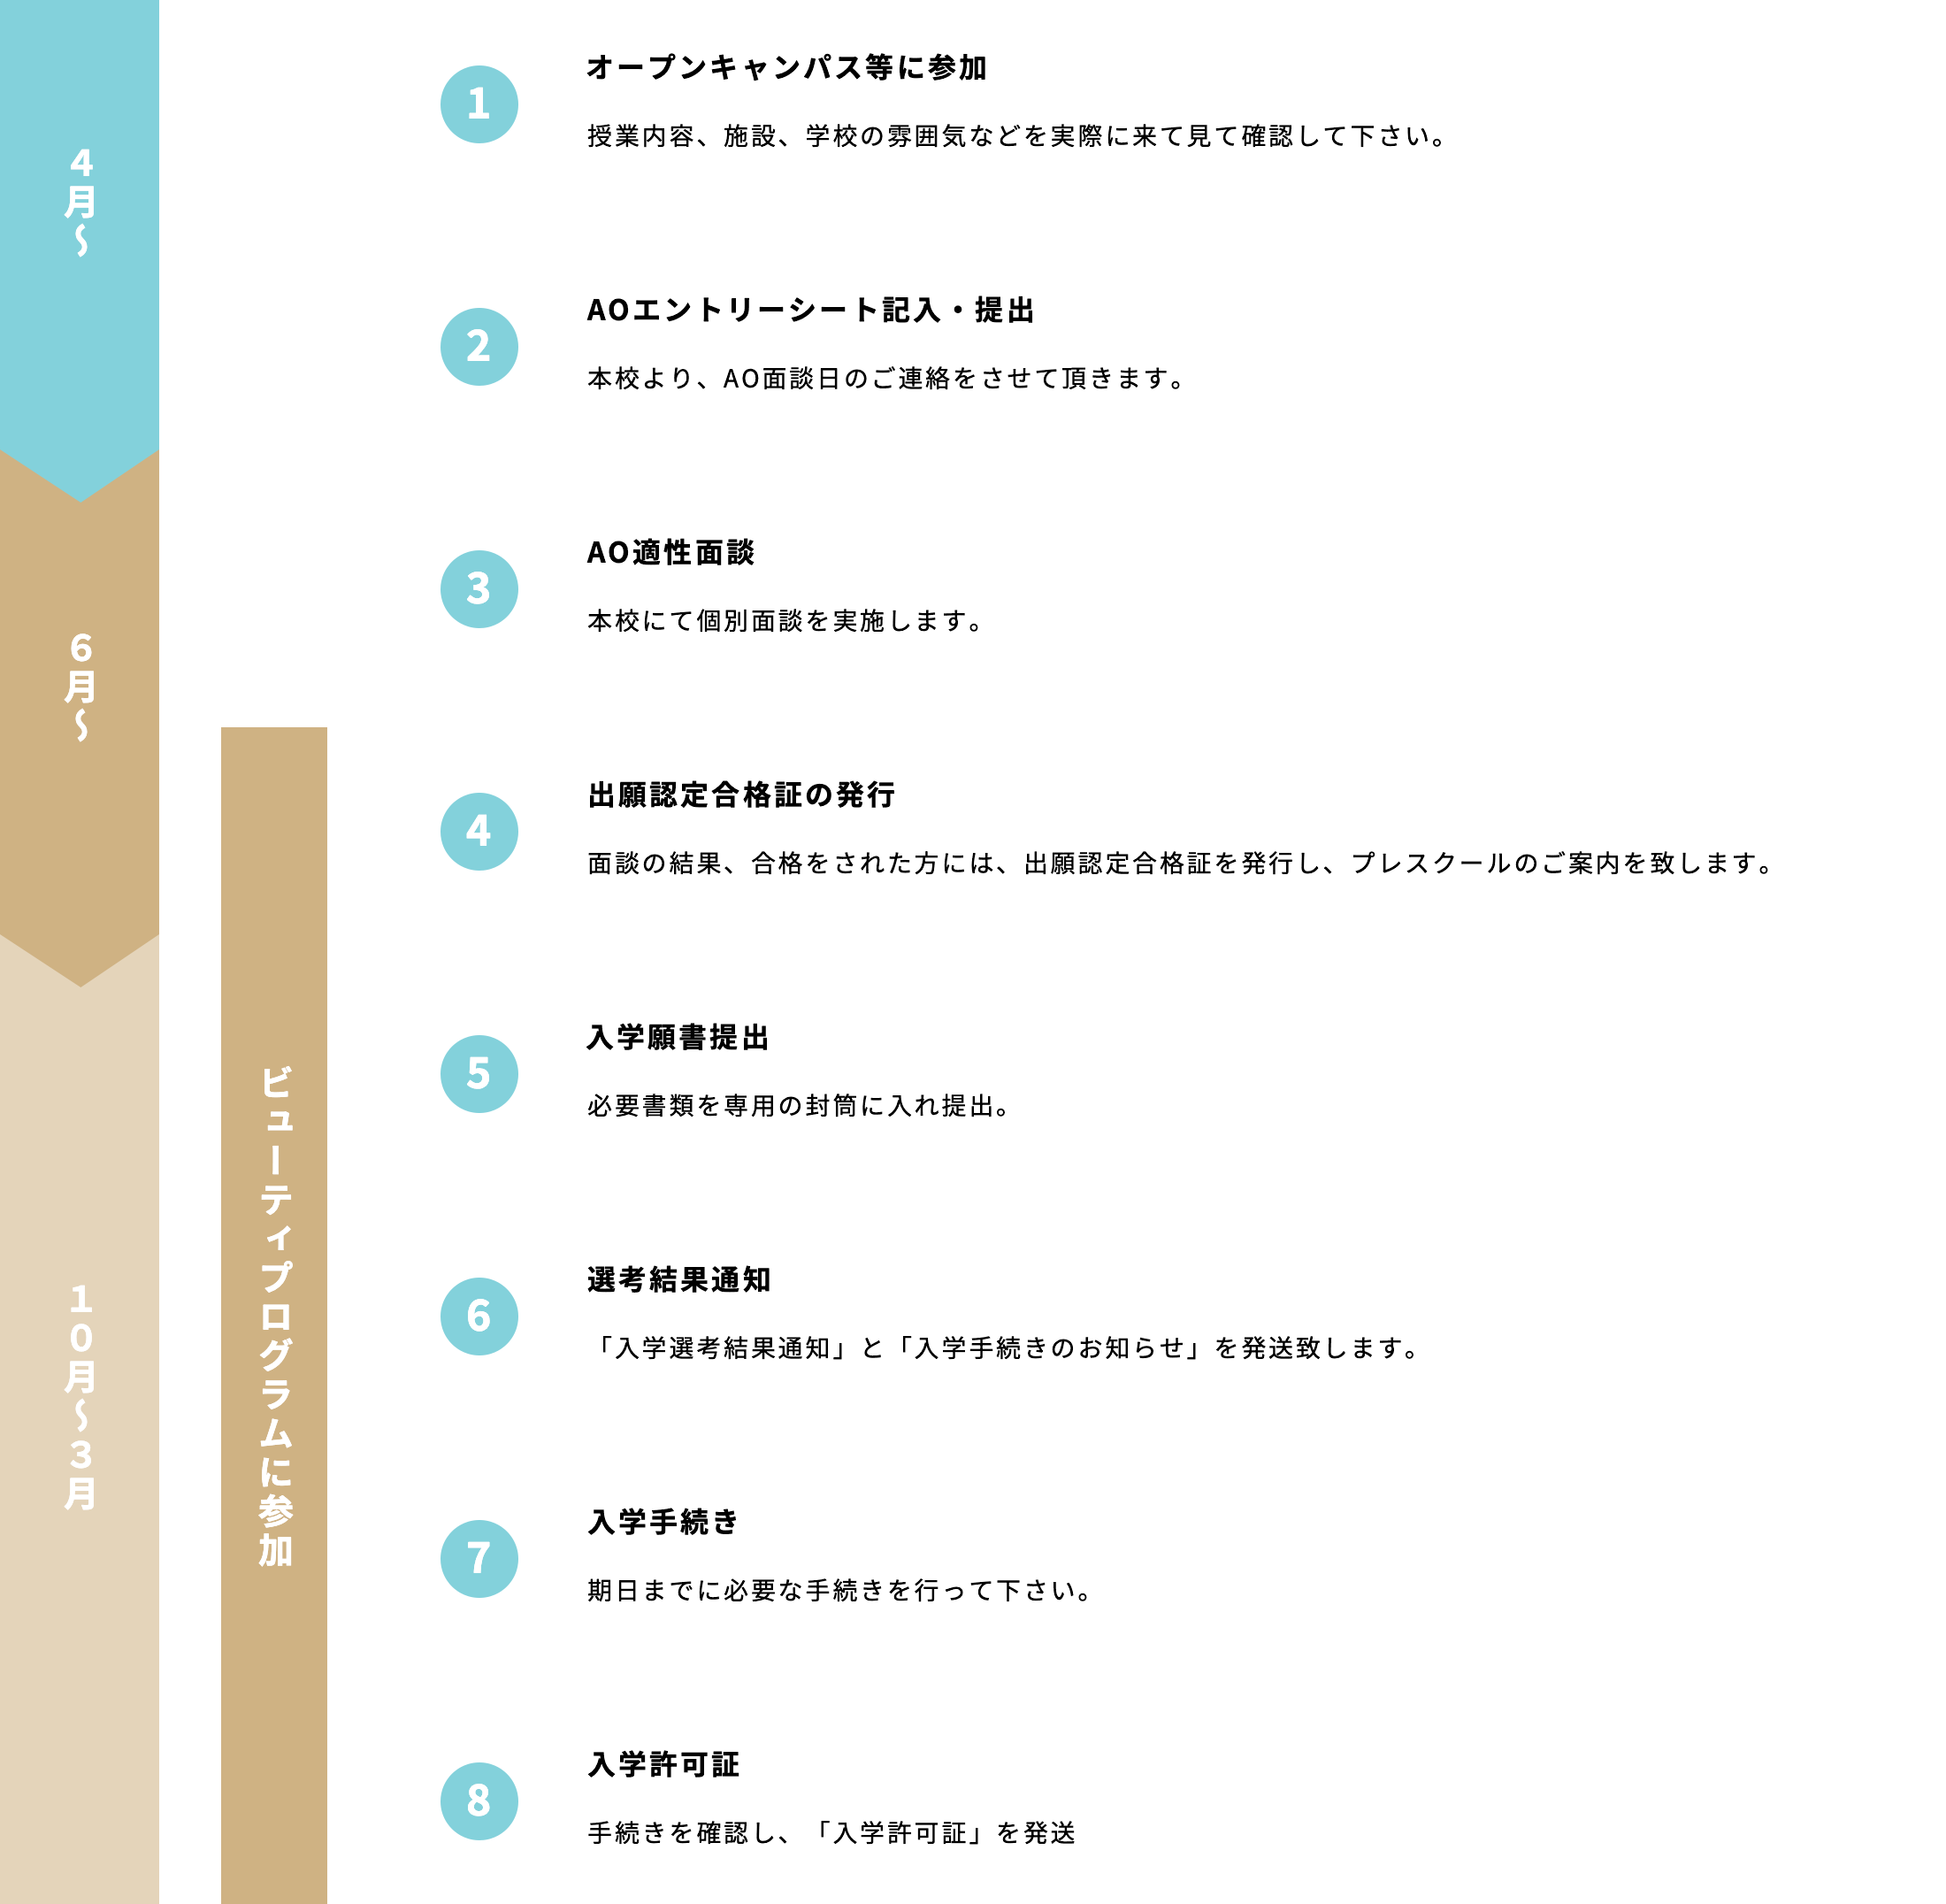 4月〜
6月〜
10月〜3月
ビューティプログラムに参加
1
オープンキャンパス等に参加
授業内容、施設、学校の雰囲気などを実際に来て見て確認して下さい。
2
AOエントリーシート記入・提出
本校より、AO面談日のご連絡をさせて頂きます。
3
AO適性面談
本校にて個別面談を実施します。
4
出願認定合格証の発行
面談の結果、合格をされた方には、出願認定合格証を発行し、プレスクールのご案内を致します。
5
入学願書提出
必要書類を専用の封筒に入れ提出。
6
選考結果通知
「入学選考結果通知」と「入学手続きのお知らせ」を発送致します。
7
入学手続き
期日までに必要な手続きを行って下さい。
8
入学許可証
手続きを確認し、「入学許可証」を発送